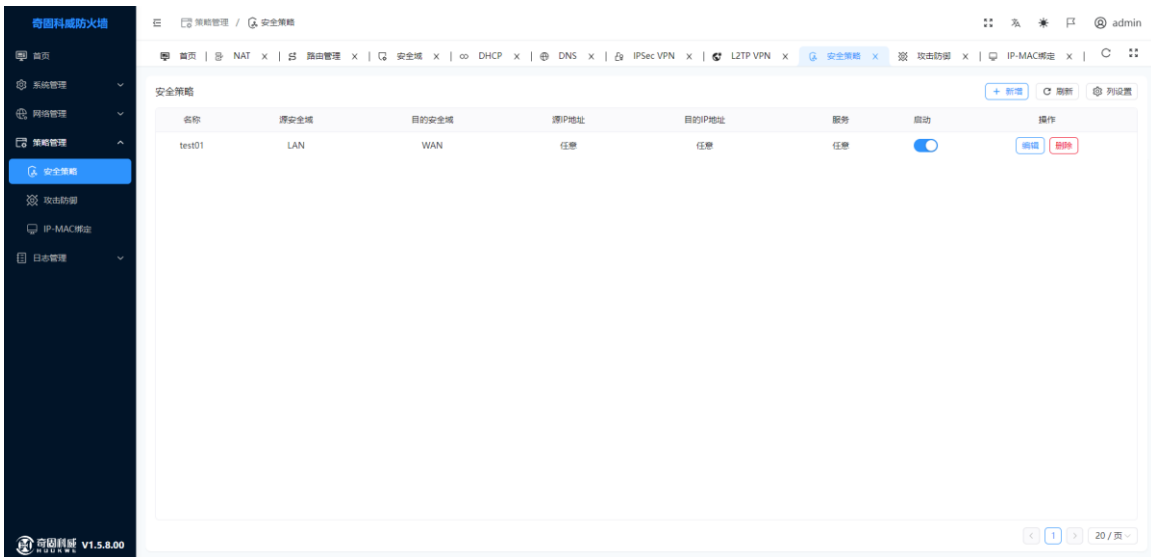 奇固科威防火墙
策略管理 / 安全策略
admin
首页 | NAT x | 路由管理 x | 安全域 x | DHCP x | DNS x | IPSec VPN x | L2TP VPN x 安全策略 x 攻击防御 x | IP-MAC绑定 x |
首页
系统管理
网络管理
策略管理
安全策略
攻击防御
IP-MAC绑定
日志管理
奇固科威 V1.5.8.00
安全策略
+ 新增 刷新 列设置
名称 源安全域 目的安全域 源IP地址 目的IP地址 服务 启动 操作
test01 LAN WAN 任意 任意 任意 编辑 删除
< 1 > 20 / 页